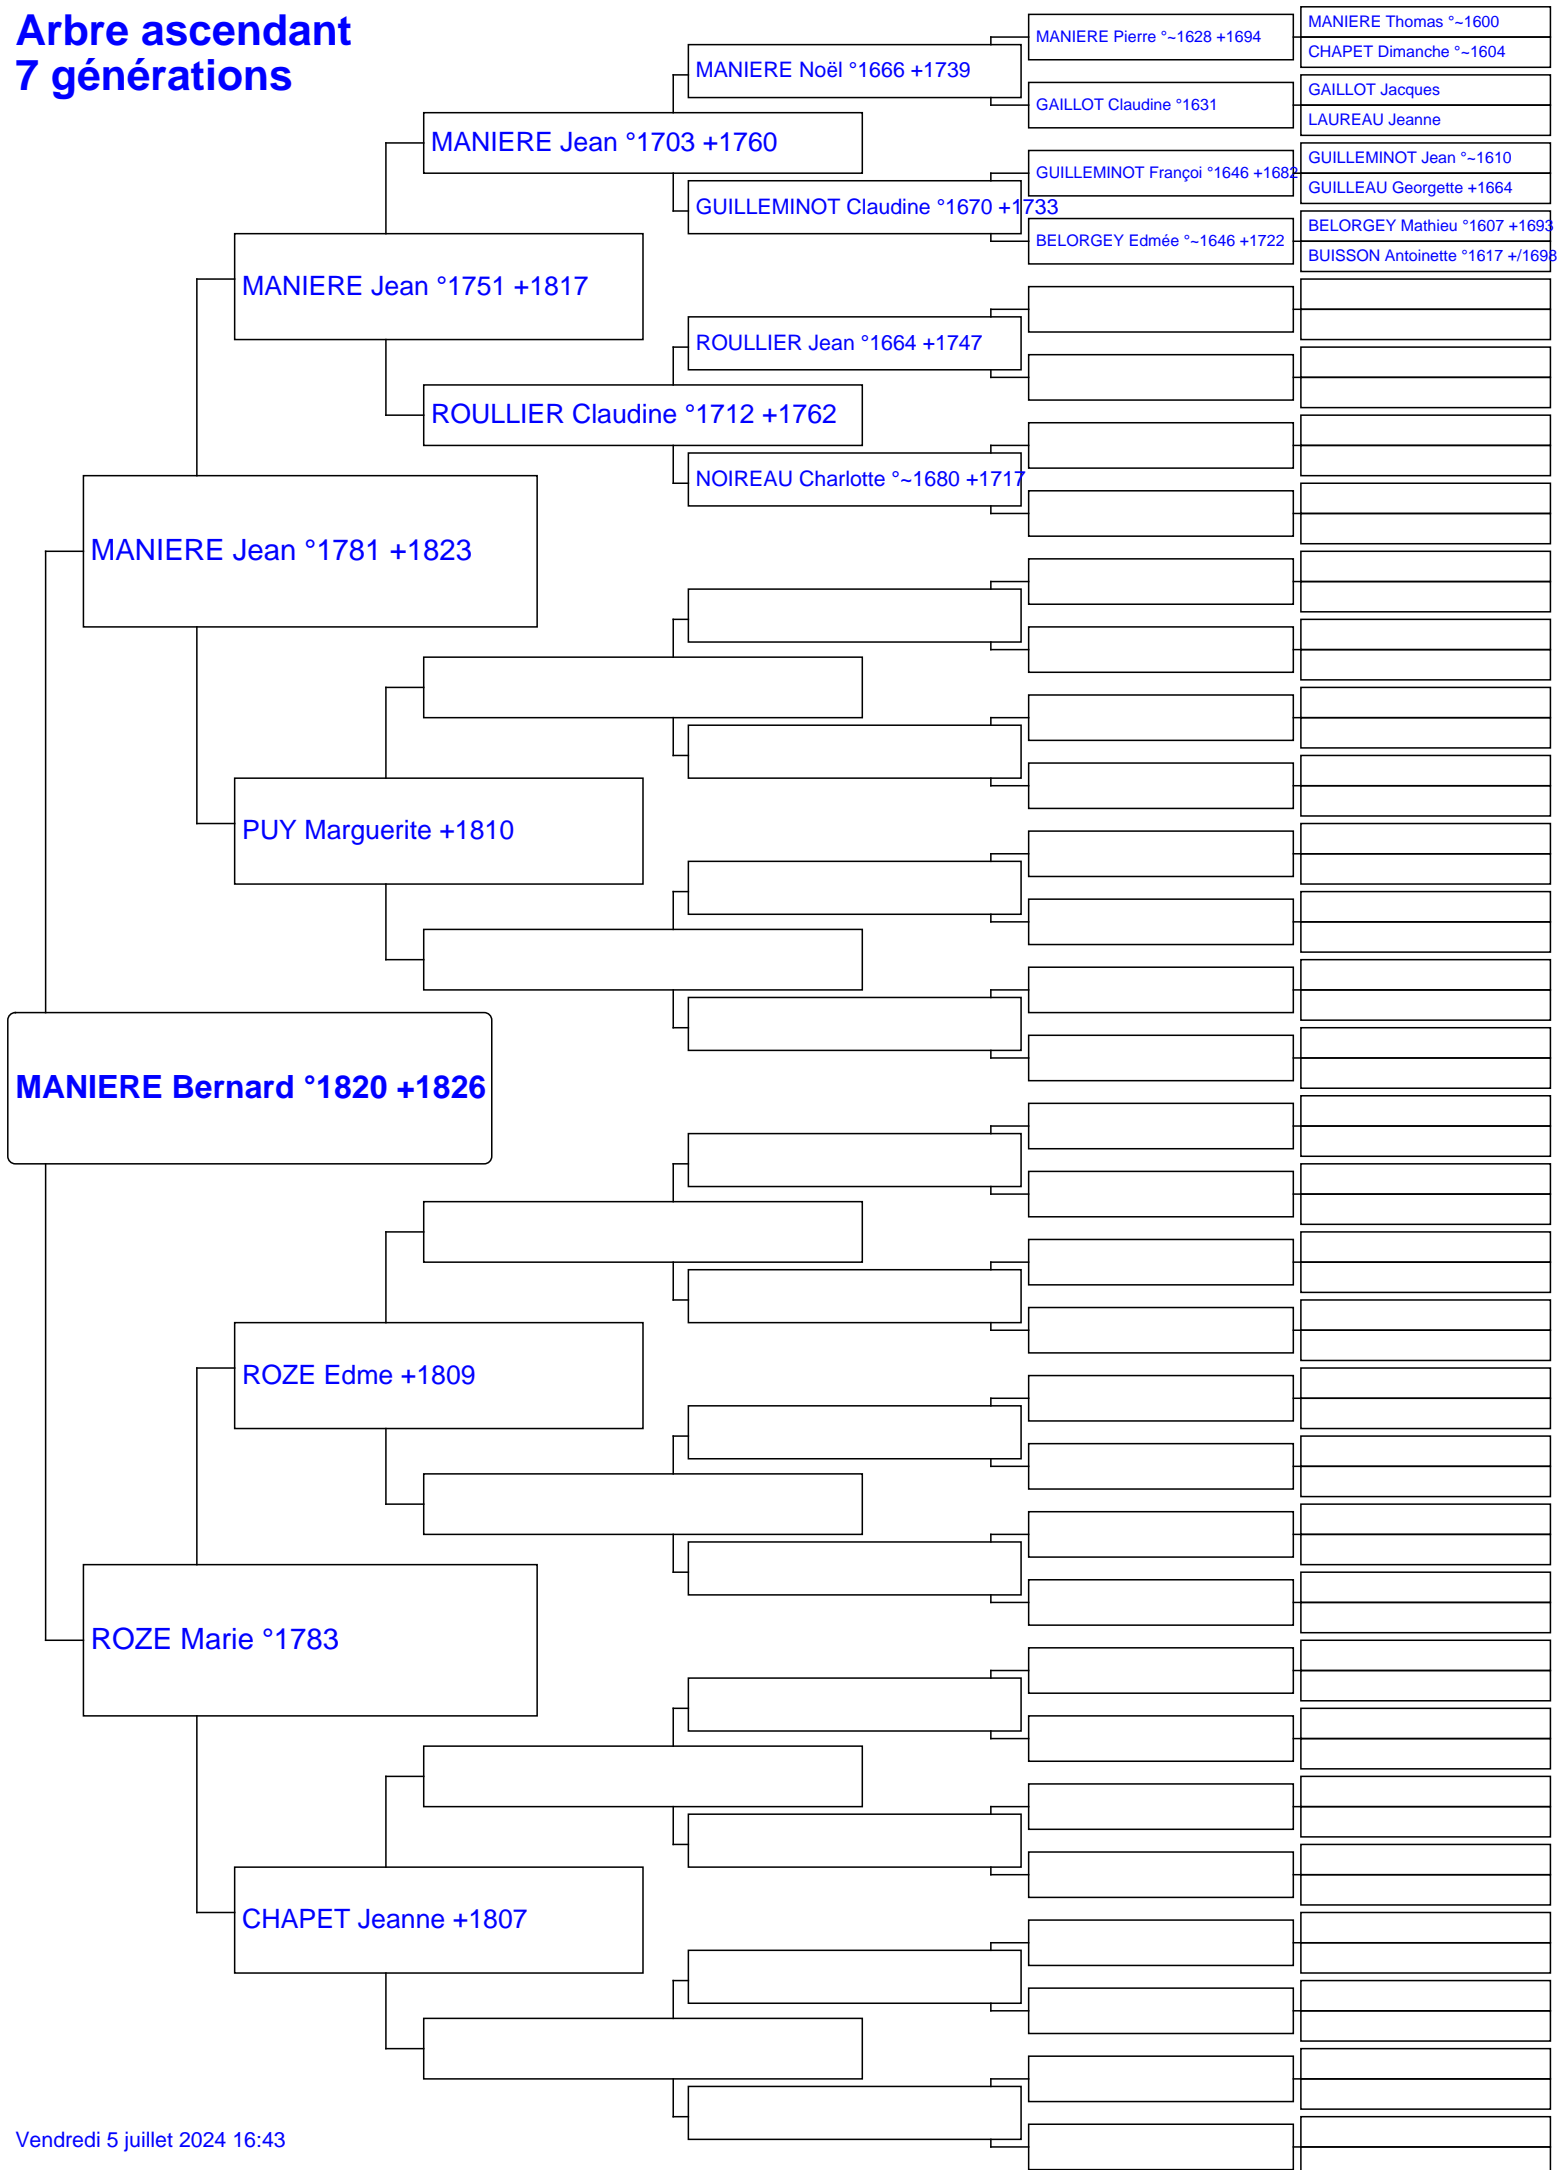 Arbre ascendant
7 générations
MANIERE Bernard °1820 +1826
MANIERE Jean °1781 +1823
ROZE Marie °1783
MANIERE Jean °1751 +1817
PUY Marguerite +1810
ROZE Edme +1809
CHAPET Jeanne +1807
MANIERE Jean °1703 +1760
ROULLIER Claudine °1712 +1762
MANIERE Noël °1666 +1739
GUILLEMINOT Claudine °1670 +1733
ROULLIER Jean °1664 +1747
NOIREAU Charlotte °~1680 +1717
MANIERE Pierre °~1628 +1694
GAILLOT Claudine °1631
GUILLEMINOT Françoi °1646 +1682
BELORGEY Edmée °~1646 +1722
MANIERE Thomas °~1600
CHAPET Dimanche °~1604
GAILLOT Jacques
LAUREAU Jeanne
GUILLEMINOT Jean °~1610
GUILLEAU Georgette +1664
BELORGEY Mathieu °1607 +1693
BUISSON Antoinette °1617 +/1698
Vendredi 5 juillet 2024 16:43